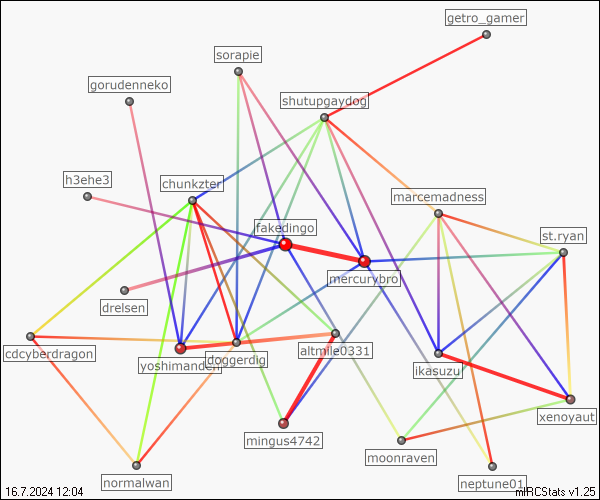 getro_gamer
sorapie
gorudenneko
shutupgaydog
h3ehe3
chunkzter
marcemadness
fakedingo
st.ryan
mercurybro
drelsen
cdcyberdragon
doggerdig
altmile0331
ikasuzu
xenoyaut
mingus4742
moonraven
normalwan
neptune01
16.7.2024 12:04
mIRCStats v1.25